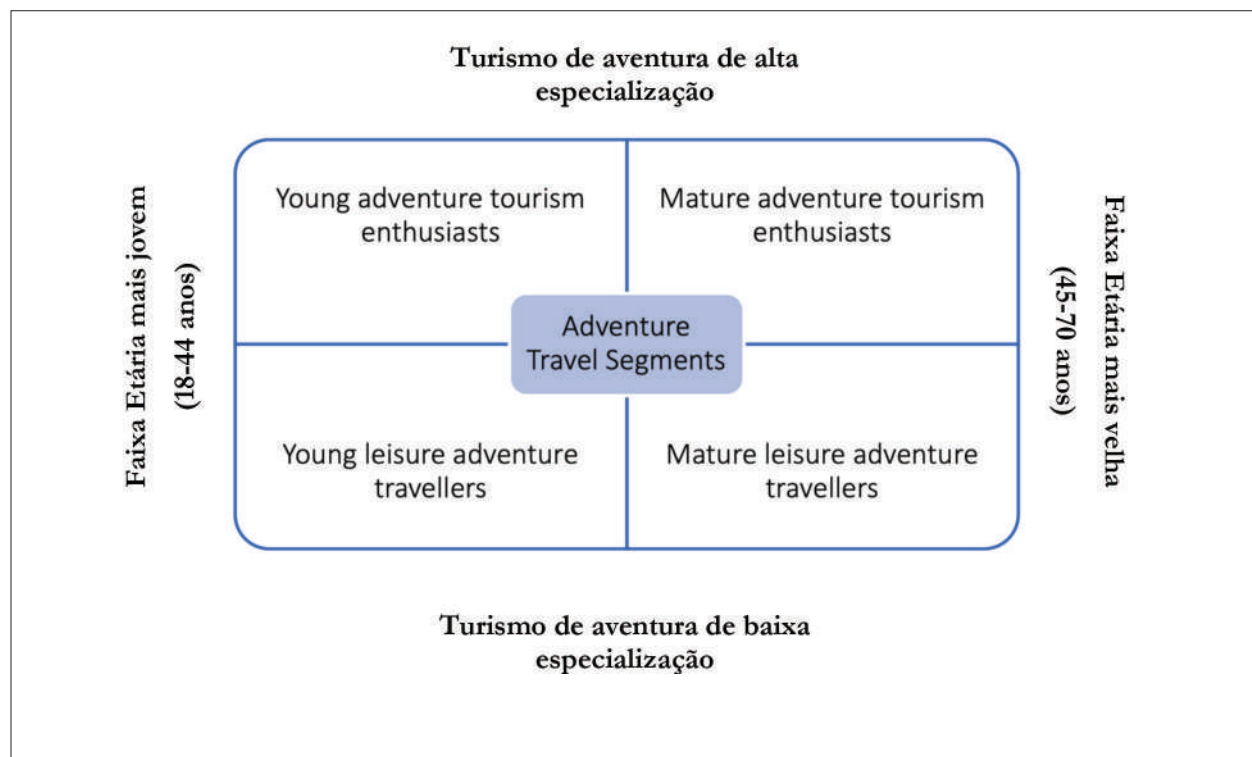 Turismo de aventura de alta
especialização
Faixa Etária mais jovem
(18-44 anos)
Young adventure tourism
enthusiasts
Mature adventure tourism
enthusiasts
Faixa Etária mais velha
(45-70 anos)
Adventure
Travel Segments
Young leisure adventure
travellers
Mature leisure adventure
travellers
Turismo de aventura de baixa
especialização